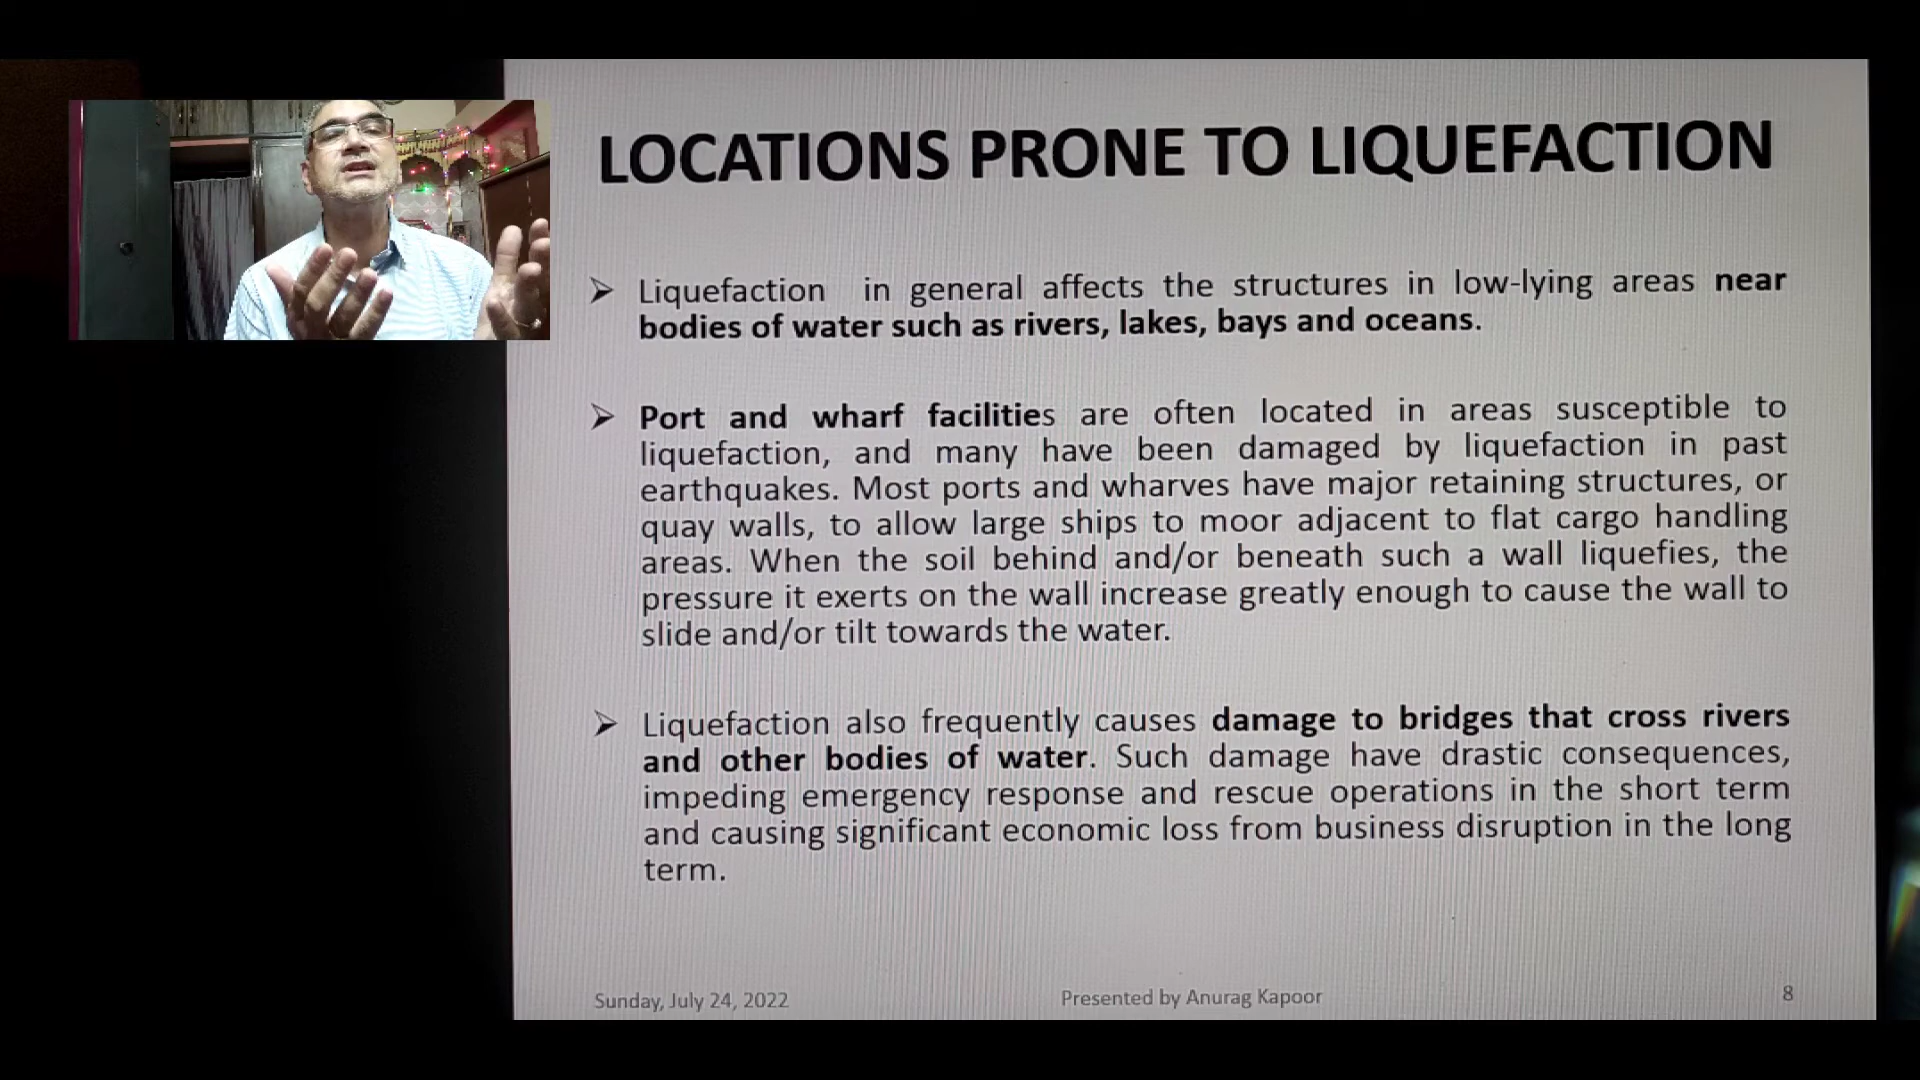 LOCATIONS PRONE TO LIQUEFACTION
➢ Liquefaction in general affects the structures in low-lying areas near
bodies of water such as rivers, lakes, bays and oceans.
➢ Port and wharf facilities are often located in areas susceptible to
liquefaction, and many have been damaged by liquefaction in past
earthquakes. Most ports and wharves have major retaining structures, or
quay walls, to allow large ships to moor adjacent to flat cargo handling
areas. When the soil behind and/or beneath such a wall liquefies, the
pressure it exerts on the wall increase greatly enough to cause the wall to
slide and/or tilt towards the water.
➢ Liquefaction also frequently causes damage to bridges that cross rivers
and other bodies of water. Such damage have drastic consequences,
impeding emergency response and rescue operations in the short term
and causing significant economic loss from business disruption in the long
term.
Sunday, July 24, 2022
Presented by Anurag Kapoor
8